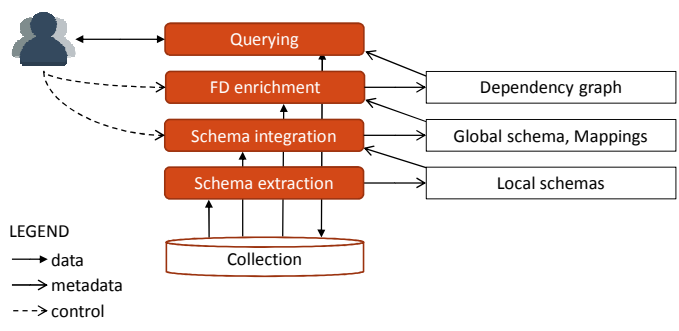 Querying
FD enrichment
Dependency graph
Schema integration
Global schema, Mappings
Schema extraction
Local schemas
Collection
LEGEND
data
metadata
control